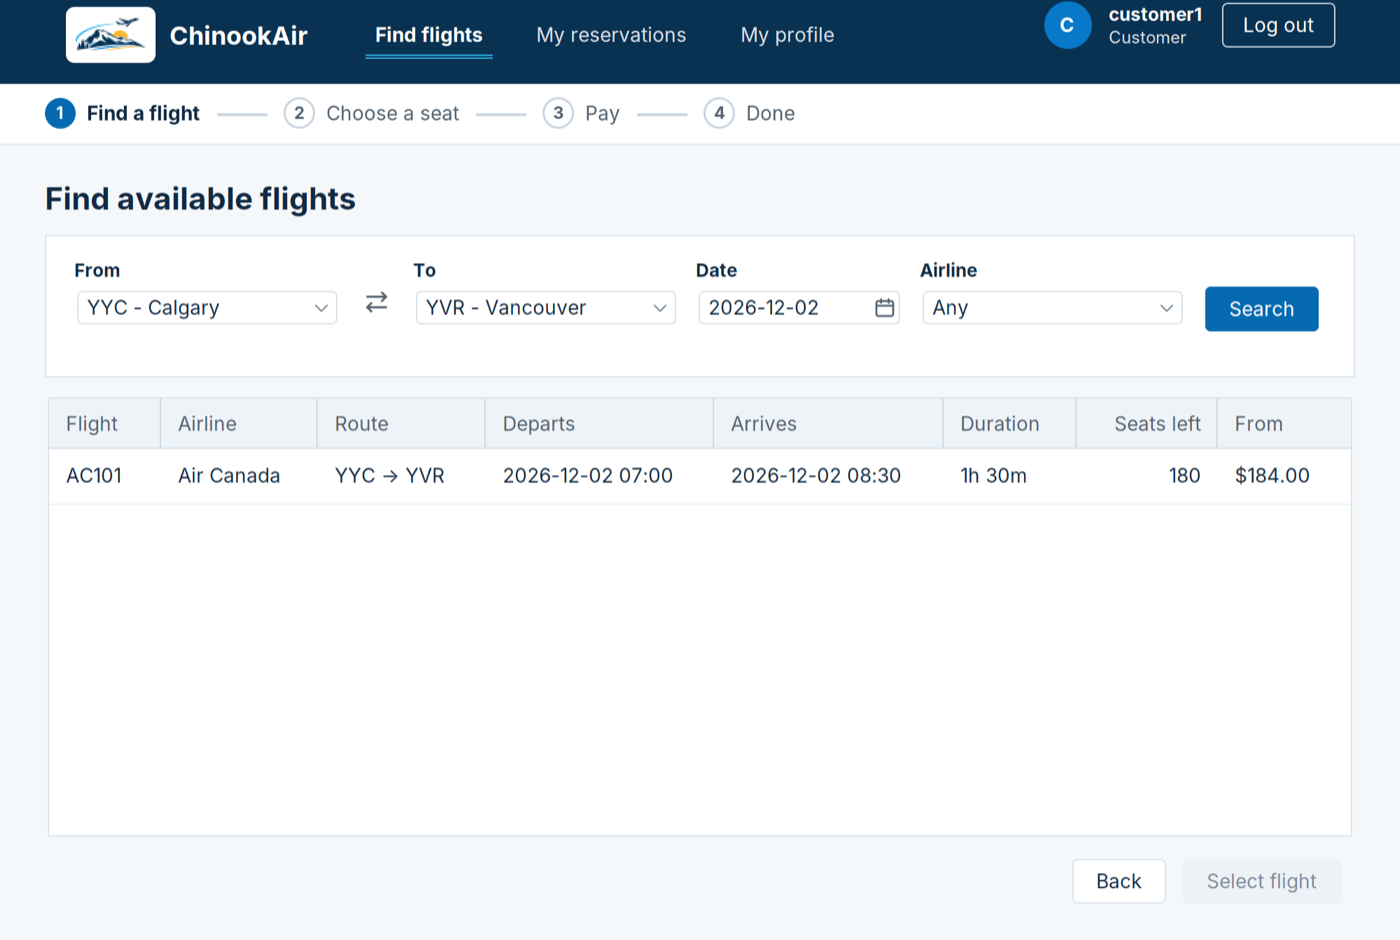 ChinookAir
Find flights
My reservations
My profile
C
customer1
Customer
Log out
1 Find a flight
2 Choose a seat
3 Pay
4 Done
Find available flights
From
To
Date
Airline
YYC - Calgary
YVR - Vancouver
2026-12-02
Any
Search
Flight Airline Route Departs Arrives Duration Seats left From
AC101 Air Canada YYC → YVR 2026-12-02 07:00 2026-12-02 08:30 1h 30m 180 $184.00
Back
Select flight